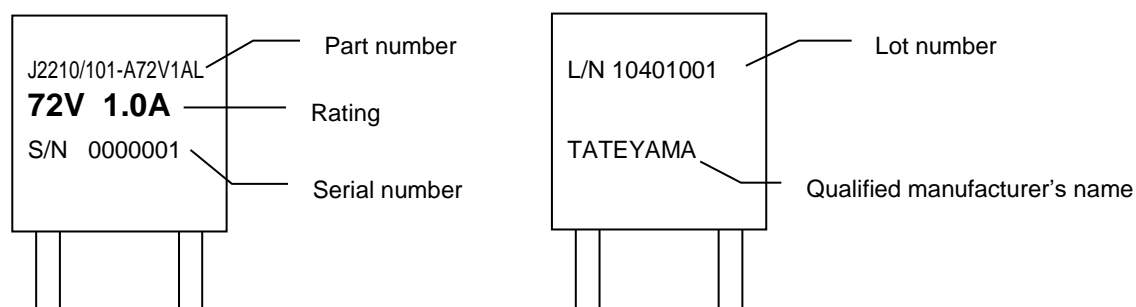 J2210/101-A72V1AL
72V 1.0A
S/N 0000001
Part number
Rating
Serial number
L/N 10401001
TATEYAMA
Lot number
Qualified manufacturer’s name